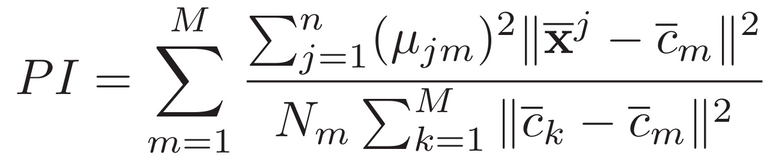 $PI = \sum_{m=1}^{M} \frac{\sum_{j=1}^{n} (\mu_{jm})^2 \| \overline{\mathbf{x}}^j - \overline{c}_m \|^2}{N_m \sum_{k=1}^{M} \| \overline{c}_k - \overline{c}_m \|^2}$